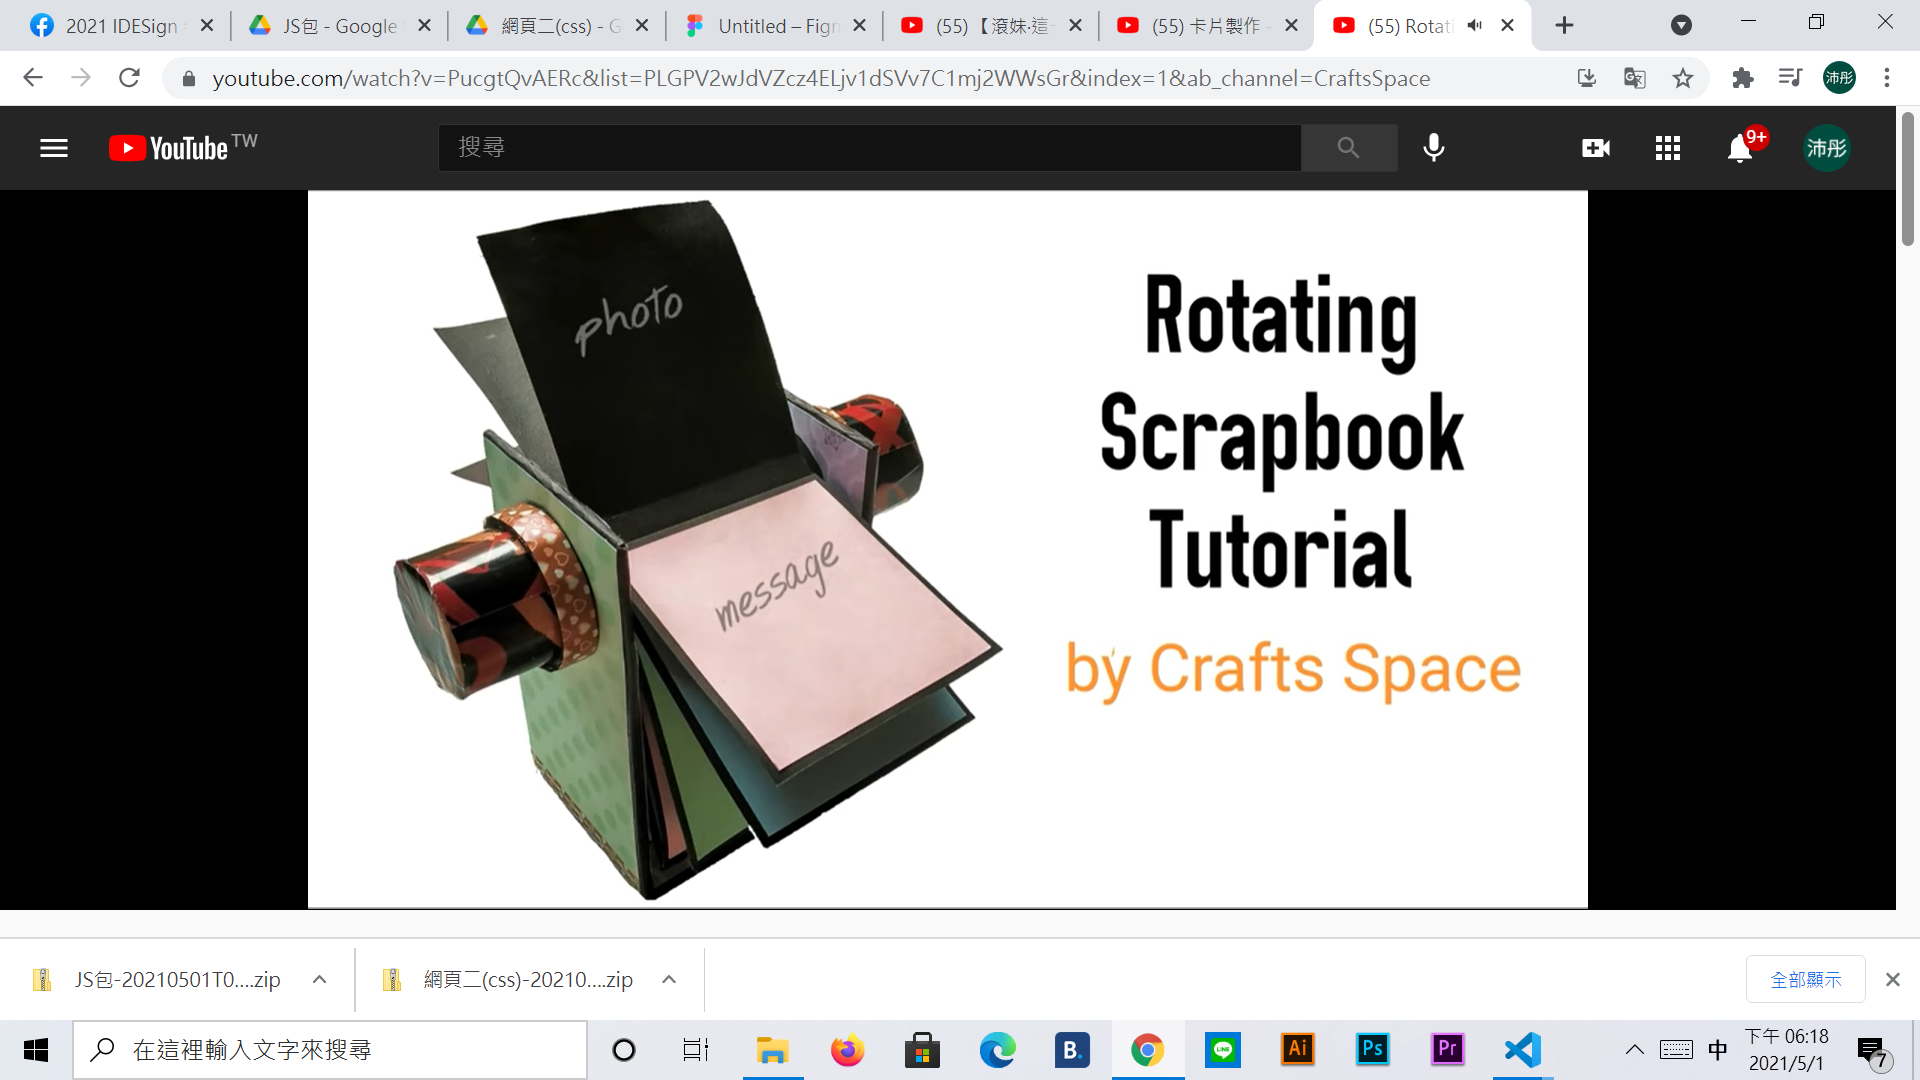 2021 IDESign
JS包 - Google
網頁二(css) - G
Untitled – Figm
(55)【滾妹·這
(55) 卡片製作 -
(55) Rotati
youtube.com/watch?v=PucgtQvAERc&list=PLGPV2wJdVZcz4ELjv1dSVv7C1mj2WWsGr&index=1&ab_channel=CraftsSpace
沛彤
YouTube TW
搜尋
9+
沛彤
photo
message
Rotating
Scrapbook
Tutorial
by Crafts Space
JS包-20210501T0....zip
網頁二(css)-20210....zip
全部顯示
在這裡輸入文字來搜尋
B.
LINE
Ai
Ps
Pr
中
下午 06:18
2021/5/1
7